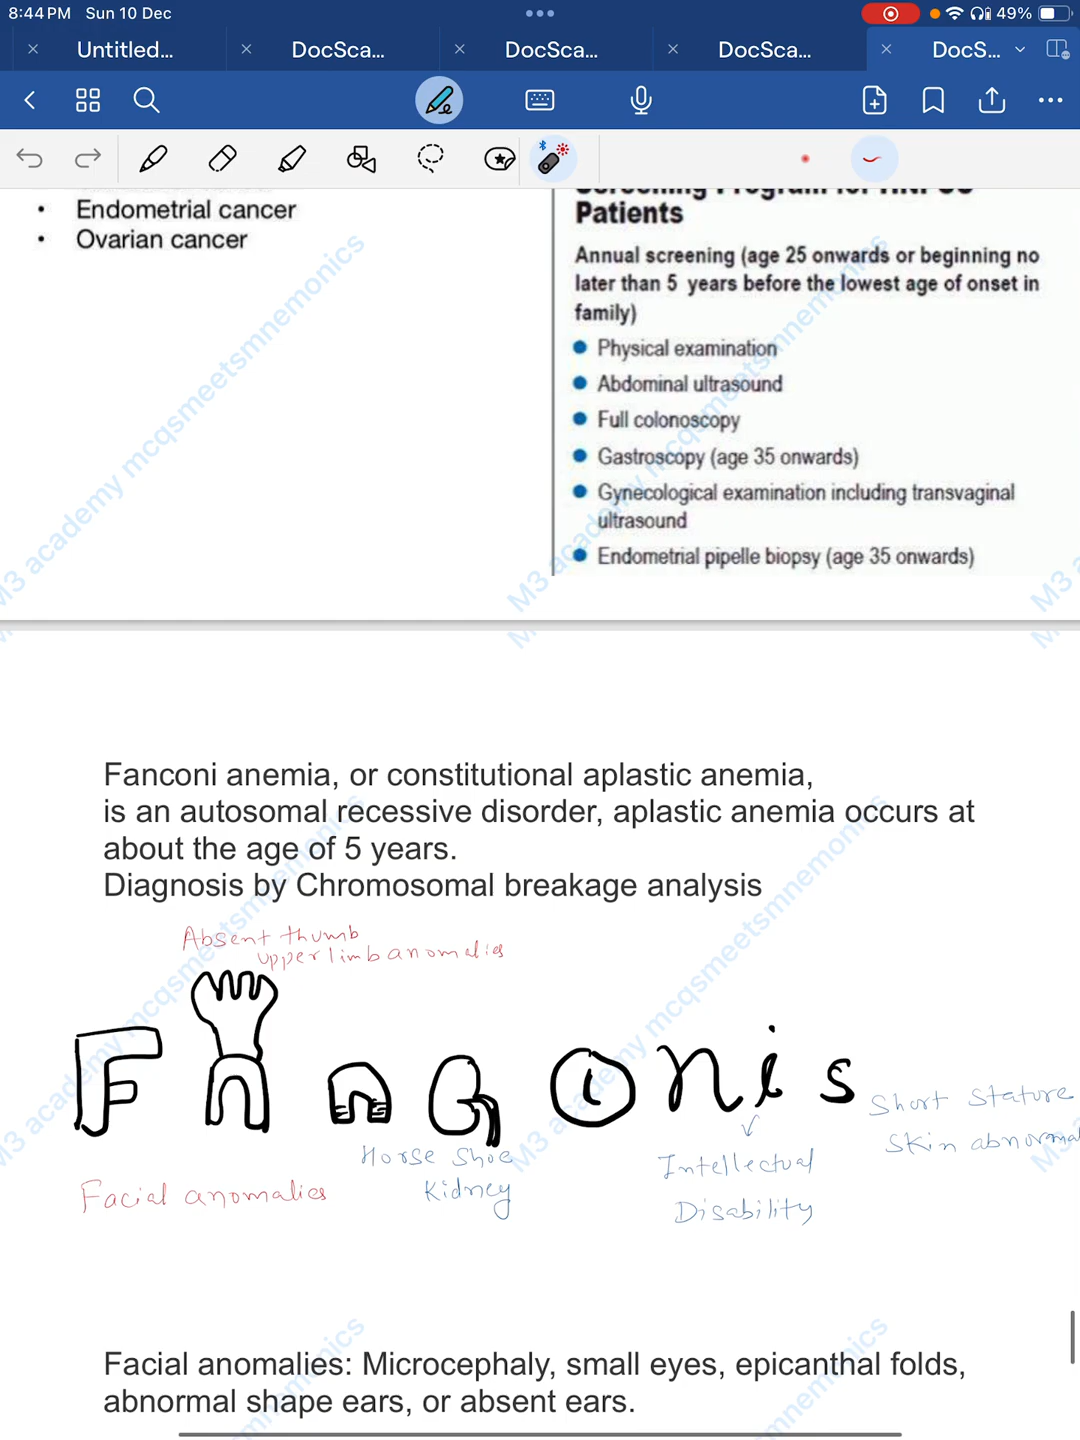 8:44 PM Sun 10 Dec
49%
Untitled...
DocSca...
DocSca...
DocSca...
DocS...
Endometrial cancer
Ovarian cancer
Patients
Annual screening (age 25 onwards or beginning no
later than 5 years before the lowest age of onset in
family)
Physical examination
Abdominal ultrasound
Full colonoscopy
Gastroscopy (age 35 onwards)
Gynecological examination including transvaginal
ultrasound
Endometrial pipelle biopsy (age 35 onwards)
M3 academy mcqsmeetsmnemonics
Fanconi anemia, or constitutional aplastic anemia,
is an autosomal recessive disorder, aplastic anemia occurs at
about the age of 5 years.
Diagnosis by Chromosomal breakage analysis
Absent thumb
upper limb anomalies
Fanconis
Short stature
Skin abnorma
Horse Shoe
Kidney
Intellectual
Disability
Facial anomalies
Facial anomalies: Microcephaly, small eyes, epicanthal folds,
abnormal shape ears, or absent ears.